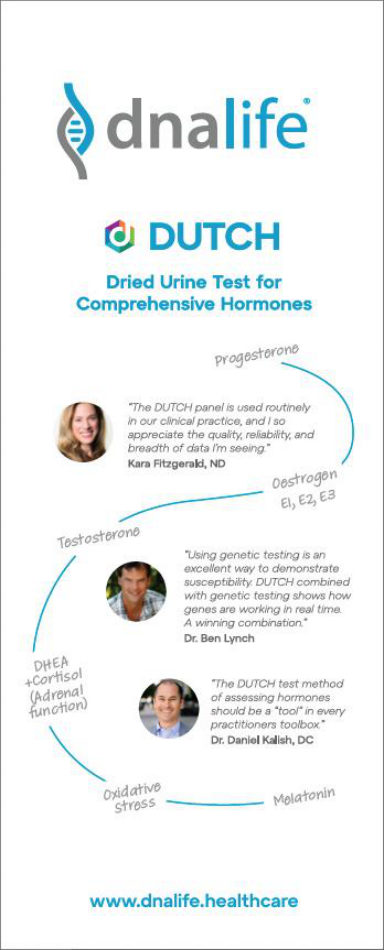 dnalife®
DUTCH
Dried Urine Test for
Comprehensive Hormones
Progesterone
"The DUTCH panel is used routinely
in our clinical practice, and I so
appreciate the quality, reliability, and
breadth of data I'm seeing."
Kara Fitzgerald, ND
Oestrogen
E1, E2, E3
Testosterone
"Using genetic testing is an
excellent way to demonstrate
susceptibility. DUTCH combined
with genetic testing shows how
genes are working in real time.
A winning combination."
Dr. Ben Lynch
DHEA
+Cortisol
(Adrenal
function)
"The DUTCH test method
of assessing hormones
should be a "tool" in every
practitioners toolbox."
Dr. Daniel Kalish, DC
Oxidative
Stress
Melatonin
www.dnalife.healthcare